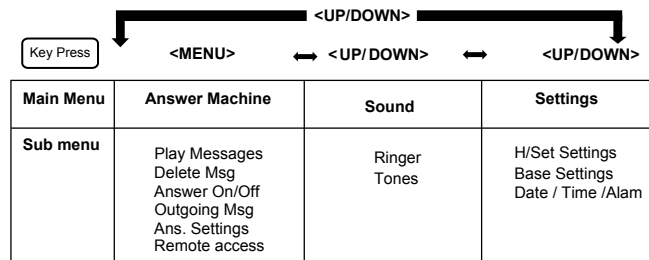 <UP/DOWN>
Key Press <MENU> <UP/DOWN> <UP/DOWN>
Main Menu Answer Machine Sound Settings
Sub menu
Play Messages
Delete Msg
Answer On/Off
Outgoing Msg
Ans. Settings
Remote access
Ringer
Tones
H/Set Settings
Base Settings
Date / Time /Alam